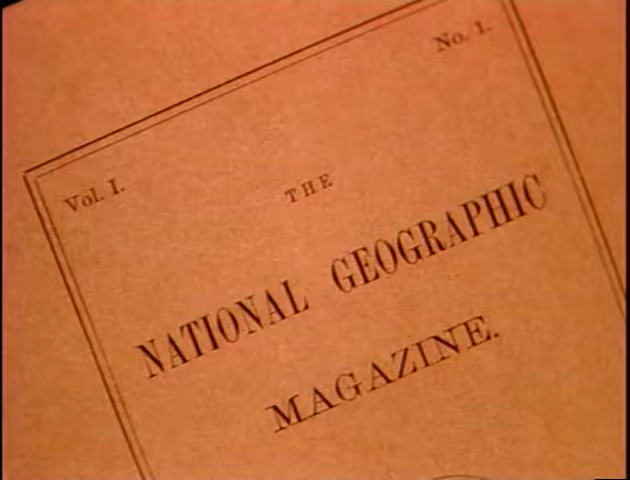 Vol. I. No. 1.
THE
NATIONAL GEOGRAPHIC
MAGAZINE.